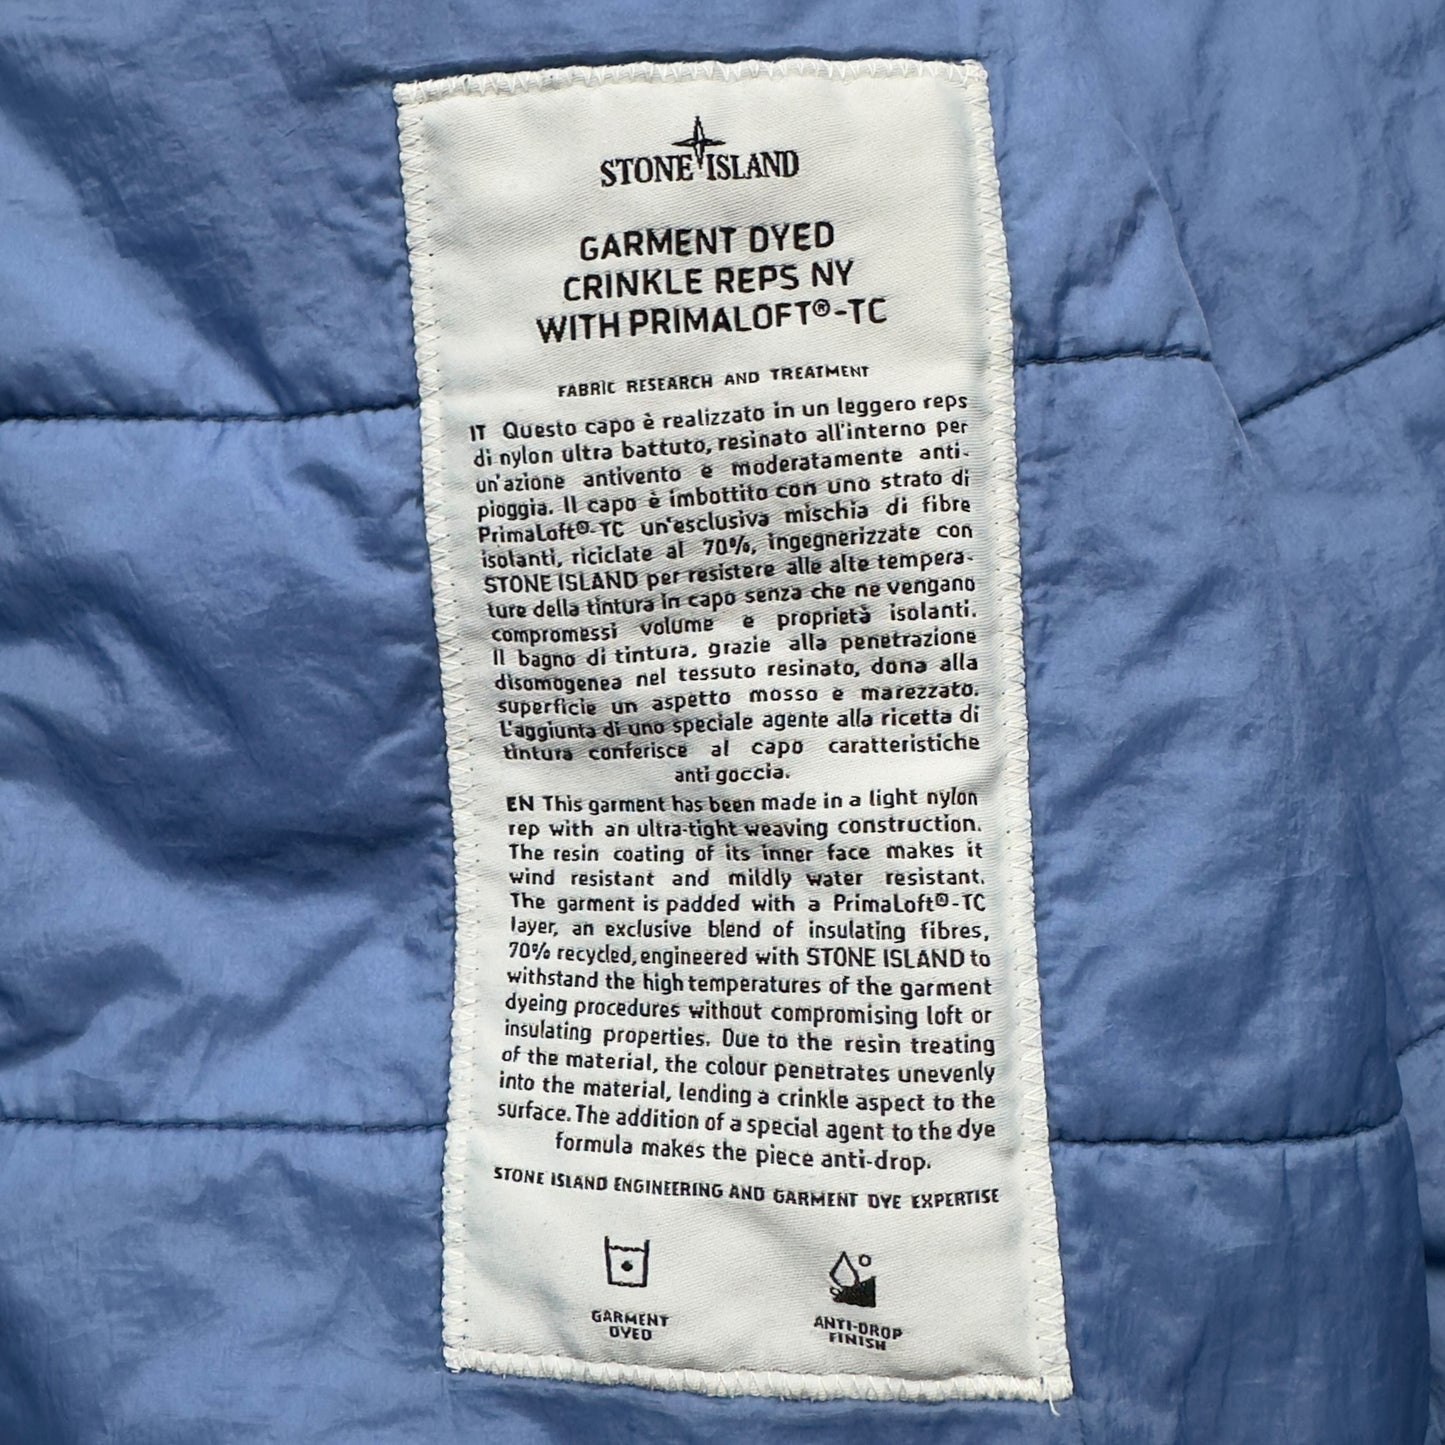 STONE ISLAND
GARMENT DYED
CRINKLE REPS NY
WITH PRIMALOFT®-TC
FABRIC RESEARCH AND TREATMENT
IT Questo capo è realizzato in un leggero reps
di nylon ultra battuto, resinato all'interno per
un'azione antivento e moderatamente anti-
pioggia. Il capo è imbottito con uno strato di
PrimaLoft®-TC un'esclusiva mischia di fibre
isolanti, riciclate al 70%, ingegnerizzate con
STONE ISLAND per resistere alle alte tempera-
ture della tintura in capo senza che ne vengano
compromessi volume e proprietà isolanti.
Il bagno di tintura, grazie alla penetrazione
disomogenea nel tessuto resinato, dona alla
superficie un aspetto mosso e marezzato.
L'aggiunta di uno speciale agente alla ricetta di
tintura conferisce al capo caratteristiche
anti goccia.
EN This garment has been made in a light nylon
rep with an ultra-tight weaving construction.
The resin coating of its inner face makes it
wind resistant and mildly water resistant.
The garment is padded with a PrimaLoft®-TC
layer, an exclusive blend of insulating fibres,
70% recycled, engineered with STONE ISLAND to
withstand the high temperatures of the garment
dyeing procedures without compromising loft or
insulating properties. Due to the resin treating
of the material, the colour penetrates unevenly
into the material, lending a crinkle aspect to the
surface. The addition of a special agent to the dye
formula makes the piece anti-drop.
STONE ISLAND ENGINEERING AND GARMENT DYE EXPERTISE
GARMENT
DYED
ANTI-DROP
FINISH